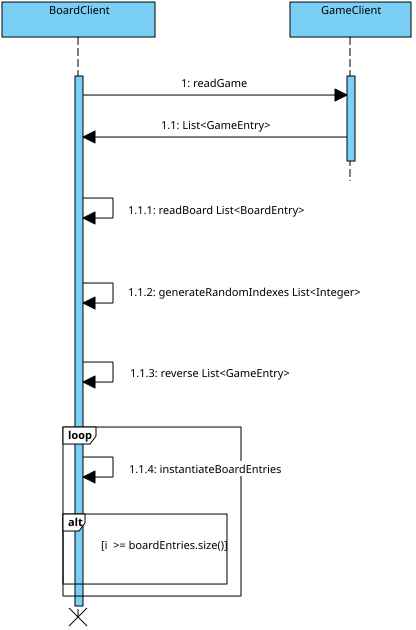 BoardClient
GameClient
1: readGame
1.1: List<GameEntry>
1.1.1: readBoard List<BoardEntry>
1.1.2: generateRandomIndexes List<Integer>
1.1.3: reverse List<GameEntry>
loop
1.1.4: instantiateBoardEntries
alt
[i >= boardEntries.size()]